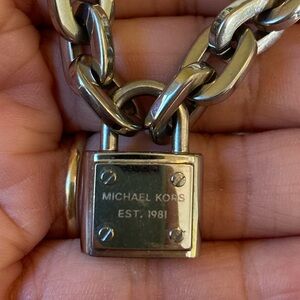 MICHAEL KORS
EST. 1981